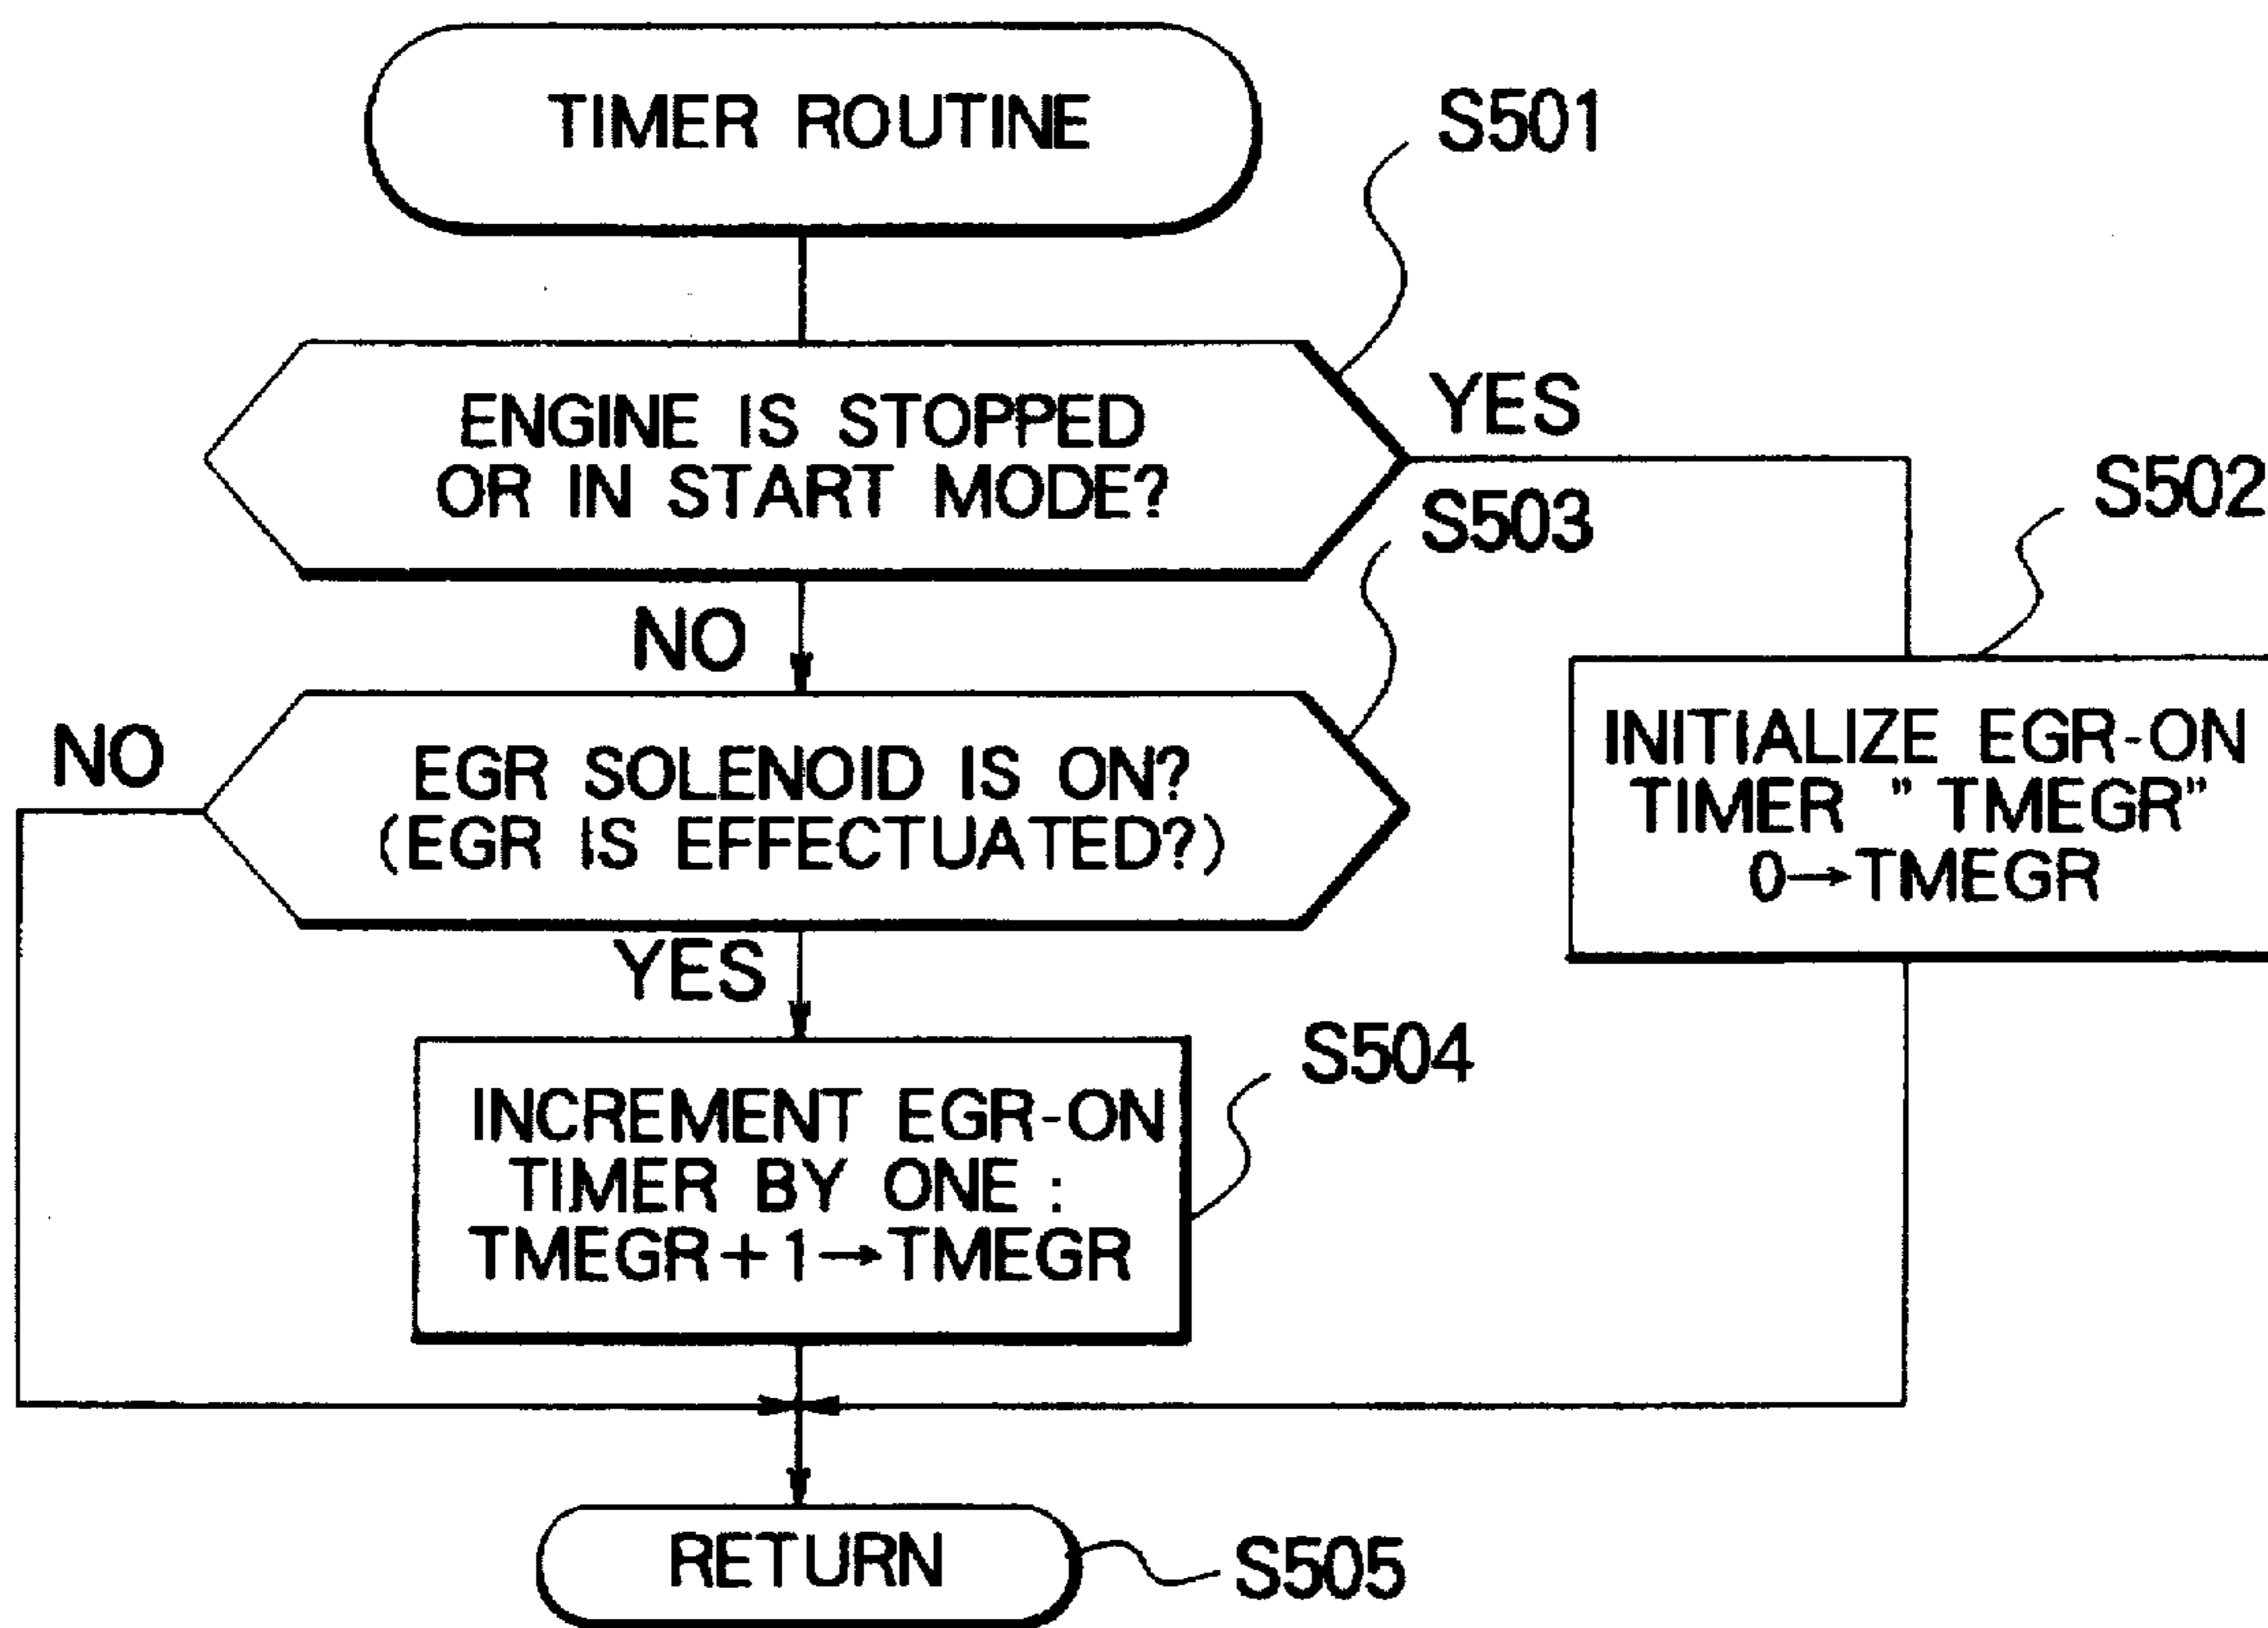 TIMER ROUTINE
S501
ENGINE IS STOPPED
OR IN START MODE?
YES
S502
S503
NO
INITIALIZE EGR-ON
TIMER "TMEGR"
0→TMEGR
NO
EGR SOLENOID IS ON?
(EGR IS EFFECTUATED?)
YES
S504
INCREMENT EGR-ON
TIMER BY ONE :
TMEGR+1→TMEGR
RETURN
S505